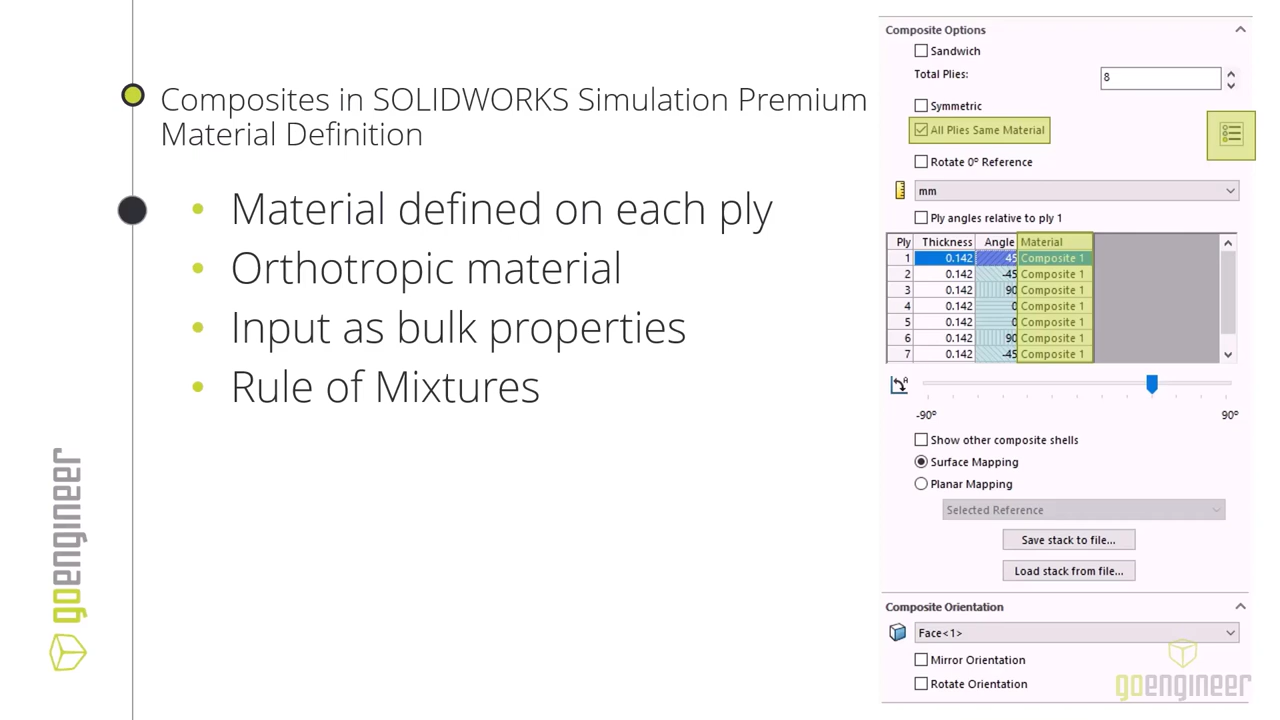 Composites in SOLIDWORKS Simulation Premium
Material Definition
• Material defined on each ply
• Orthotropic material
• Input as bulk properties
• Rule of Mixtures
goengineer
Composite Options
Sandwich
Total Plies:
8
Symmetric
All Plies Same Material
Rotate 0º Reference
mm
Ply angles relative to ply 1
Ply Thickness Angle Material
1 0.142 45 Composite 1
2 0.142 -45 Composite 1
3 0.142 90 Composite 1
4 0.142 0 Composite 1
5 0.142 0 Composite 1
6 0.142 90 Composite 1
7 0.142 -45 Composite 1
-90º 90º
Show other composite shells
Surface Mapping
Planar Mapping
Selected Reference
Save stack to file...
Load stack from file...
Composite Orientation
Face<1>
Mirror Orientation
Rotate Orientation
goengineer